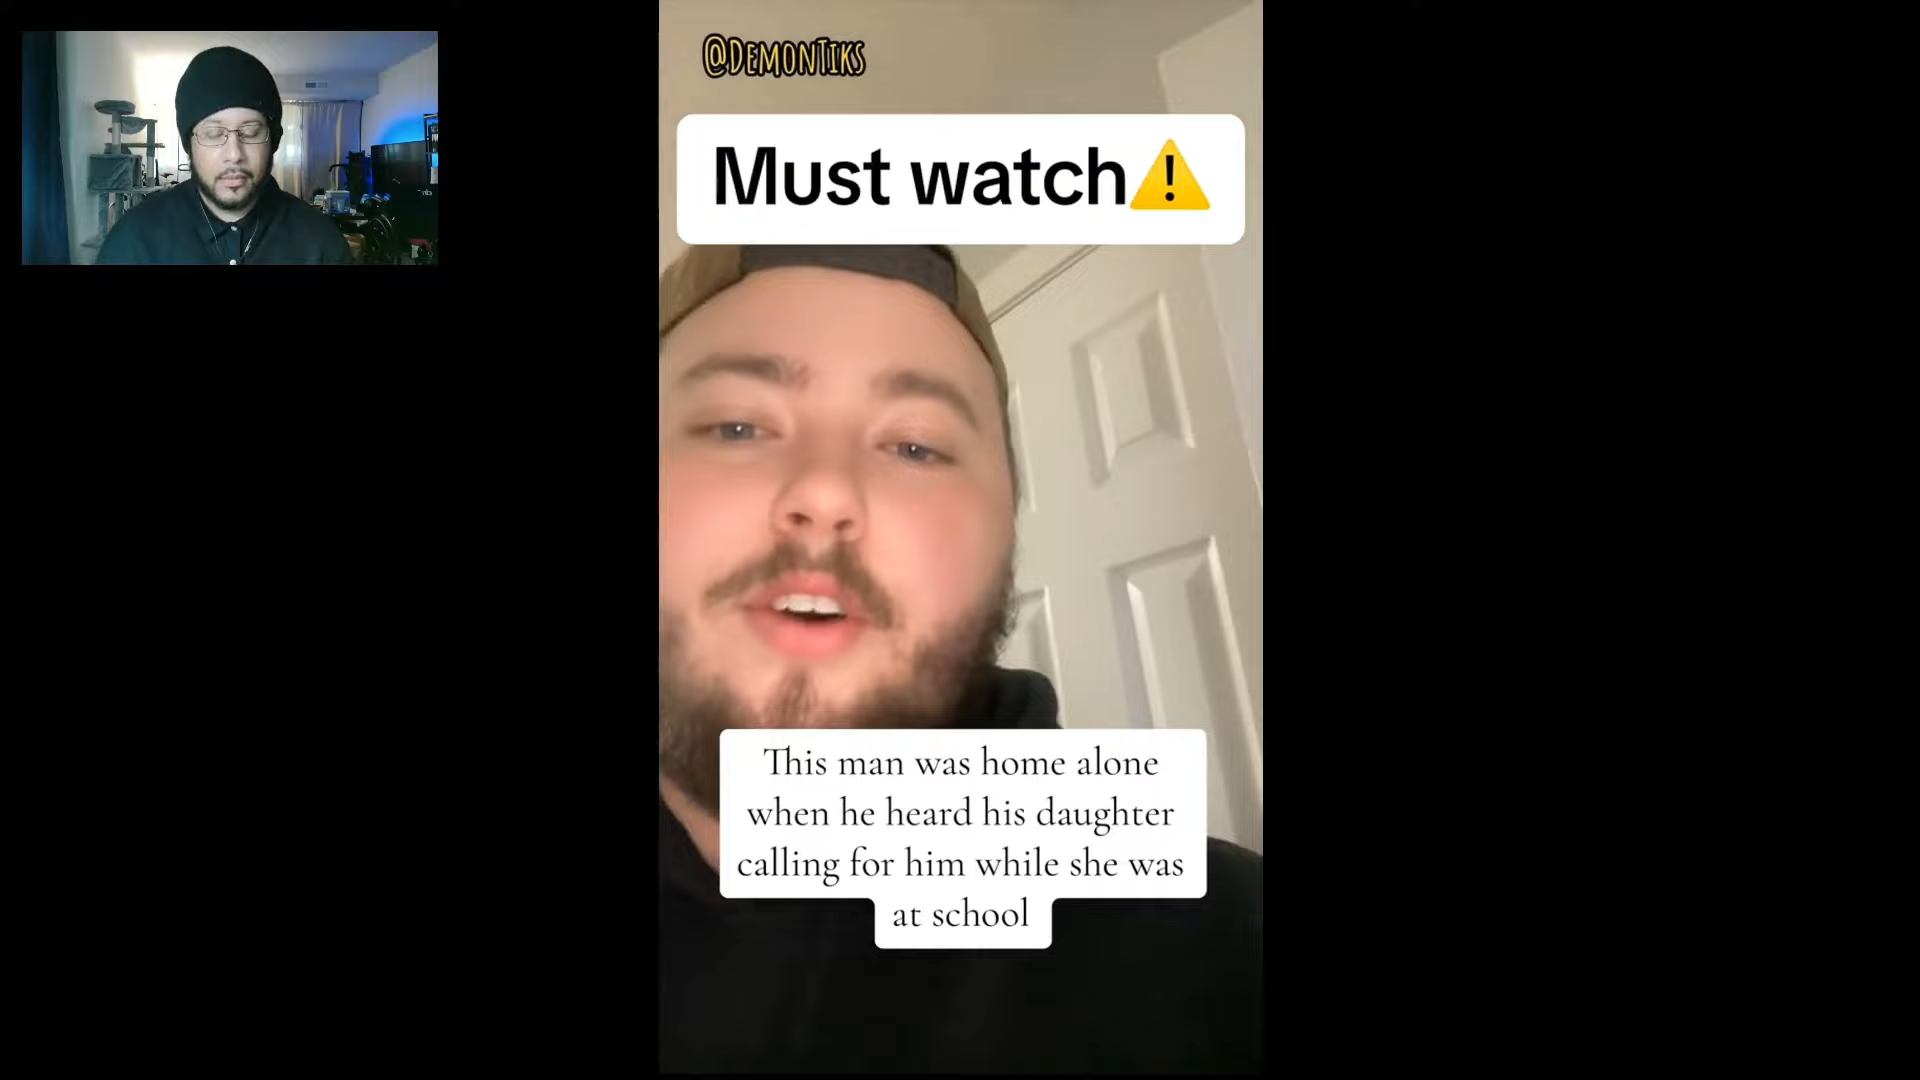 @DEMONTIKS
Must watch⚠️
This man was home alone
when he heard his daughter
calling for him while she was
at school